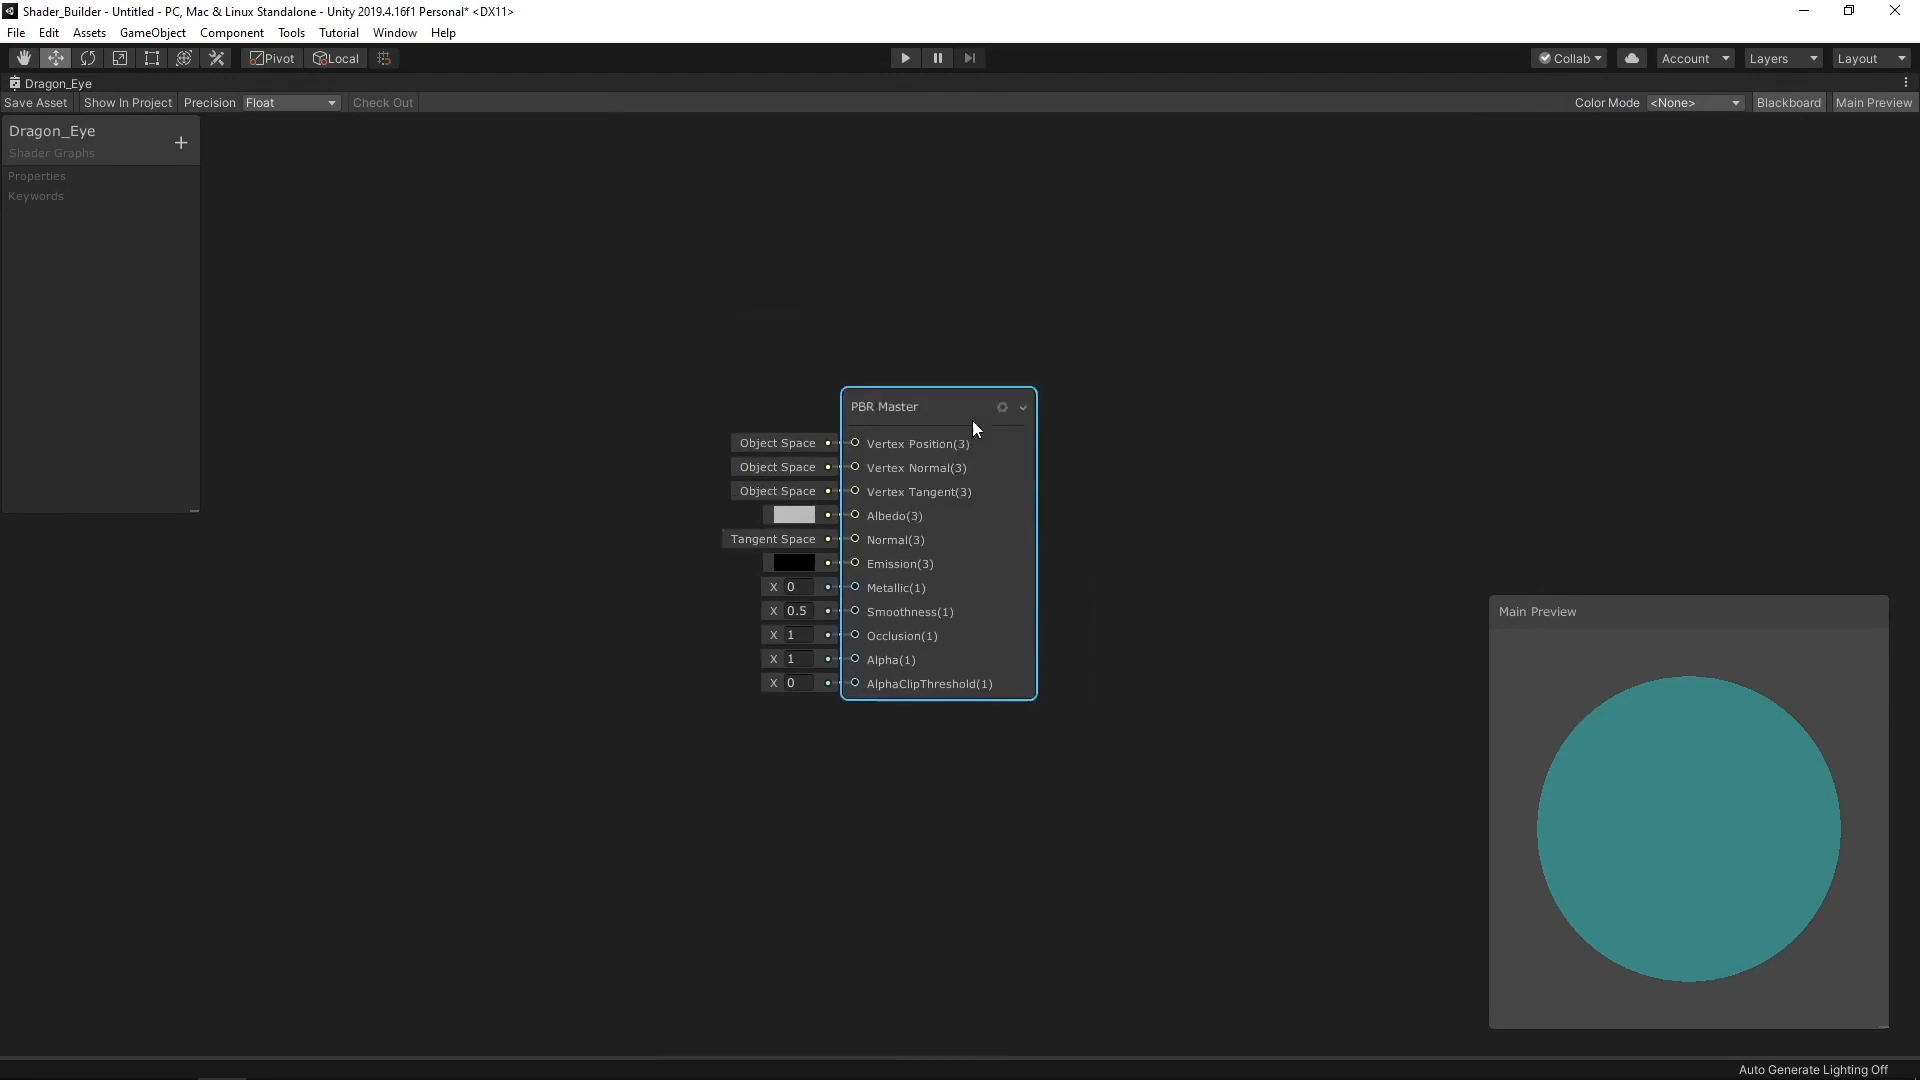 Shader_Builder - Untitled - PC, Mac & Linux Standalone - Unity 2019.4.16f1 Personal* <DX11>
File Edit Assets GameObject Component Tools Tutorial Window Help
Pivot Local Collab Account Layers Layout
Dragon_Eye
Save Asset Show In Project Precision Float Check Out Color Mode <None> Blackboard Main Preview
Dragon_Eye
Shader Graphs
Properties
Keywords
PBR Master
Object Space Vertex Position(3)
Object Space Vertex Normal(3)
Object Space Vertex Tangent(3)
Albedo(3)
Tangent Space Normal(3)
Emission(3)
X 0 Metallic(1)
X 0.5 Smoothness(1)
X 1 Occlusion(1)
X 1 Alpha(1)
X 0 AlphaClipThreshold(1)
Main Preview
Auto Generate Lighting Off